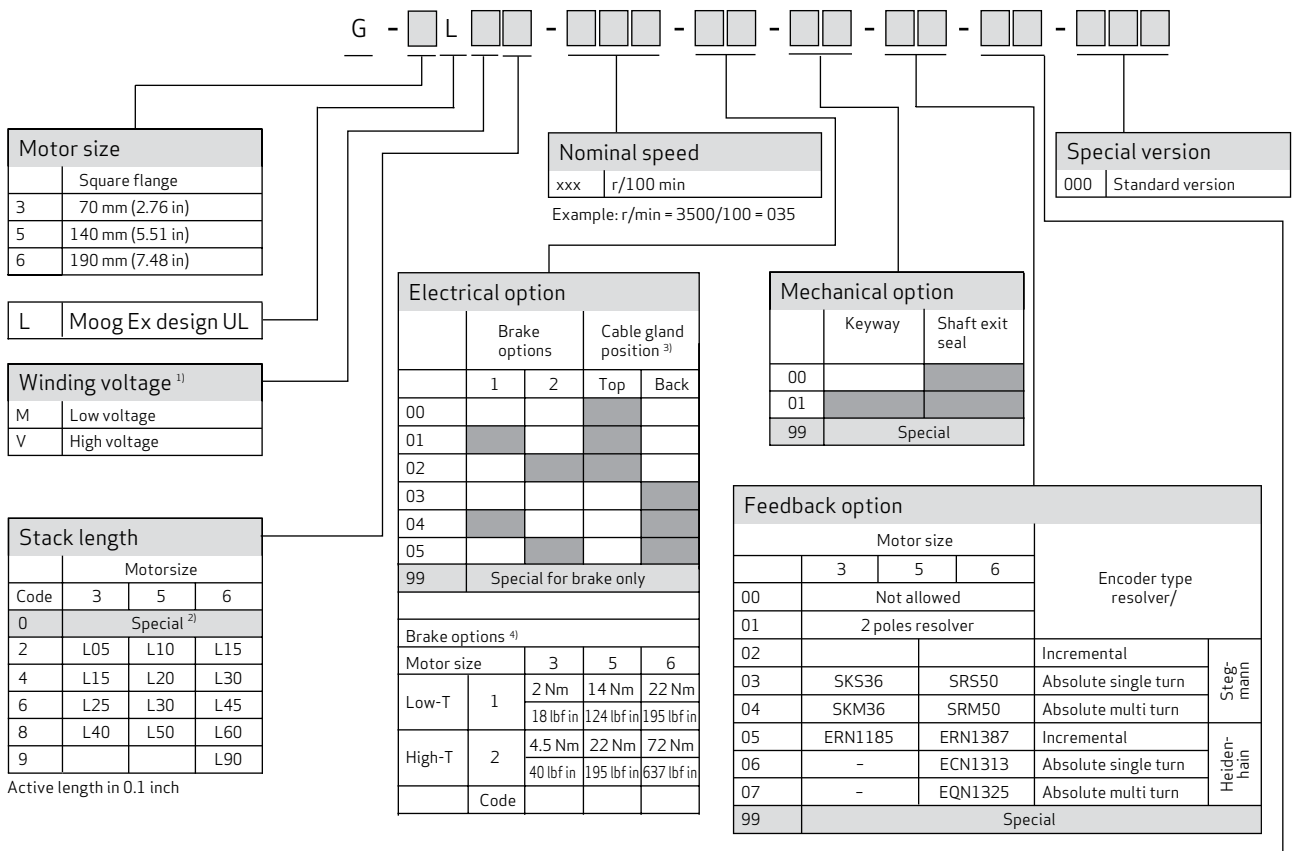 G - L - - - - - -
Motor size
Square flange
3 70 mm (2.76 in)
5 140 mm (5.51 in)
6 190 mm (7.48 in)
L Moog Ex design UL
Winding voltage 1)
M Low voltage
V High voltage
Stack length
Motorsize
Code 3 5 6
0 Special 2)
2 L05 L10 L15
4 L15 L20 L30
6 L25 L30 L45
8 L40 L50 L60
9 L90
Active length in 0.1 inch
Nominal speed
xxx r/100 min
Example: r/min = 3500/100 = 035
Electrical option
Brake options Cable gland position 3)
1 2 Top Back
00
01
02
03
04
05
99 Special for brake only
Brake options 4)
Motor size 3 5 6
Low-T 1 2 Nm 14 Nm 22 Nm
18 lbf in 124 lbf in 195 lbf in
High-T 2 4.5 Nm 22 Nm 72 Nm
40 lbf in 195 lbf in 637 lbf in
Code
Mechanical option
Keyway Shaft exit seal
00
01
99 Special
Special version
000 Standard version
Feedback option
Motor size
3 5 6 Encoder type resolver/
00 Not allowed
01 2 poles resolver
02 Incremental
03 SKS36 SRS50 Absolute single turn
04 SKM36 SRM50 Absolute multi turn
Steg-mann
05 ERN1185 ERN1387 Incremental
06 – ECN1313 Absolute single turn
07 – EQN1325 Absolute multi turn
Heiden-hain
99 Special